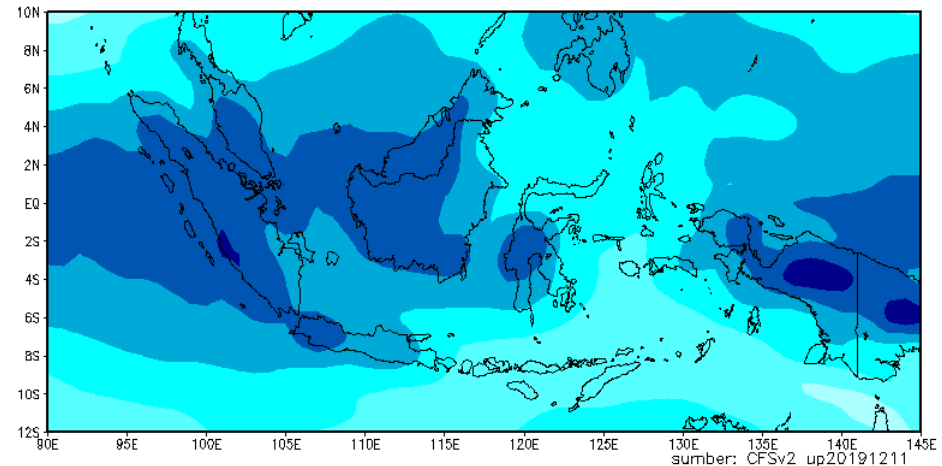 10N
8N
6N
4N
2N
EQ
2S
4S
6S
8S
10S
12S
90E 95E 100E 105E 110E 115E 120E 125E 130E 135E 140E 145E
sumber: CFSv2 up20191211